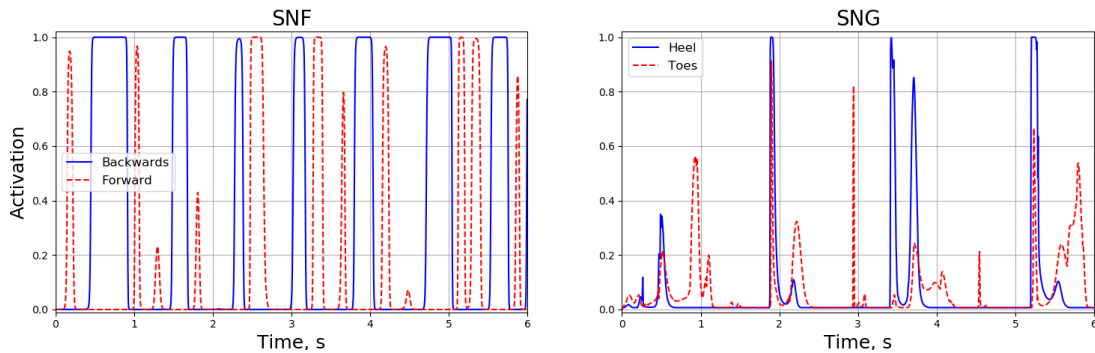 SNF
1.0
0.8
0.6
0.4
0.2
0.0
Activation
Backwards
Forward
0 1 2 3 4 5 6
Time, s
SNG
1.0
0.8
0.6
0.4
0.2
0.0
Heel
Toes
0 1 2 3 4 5 6
Time, s